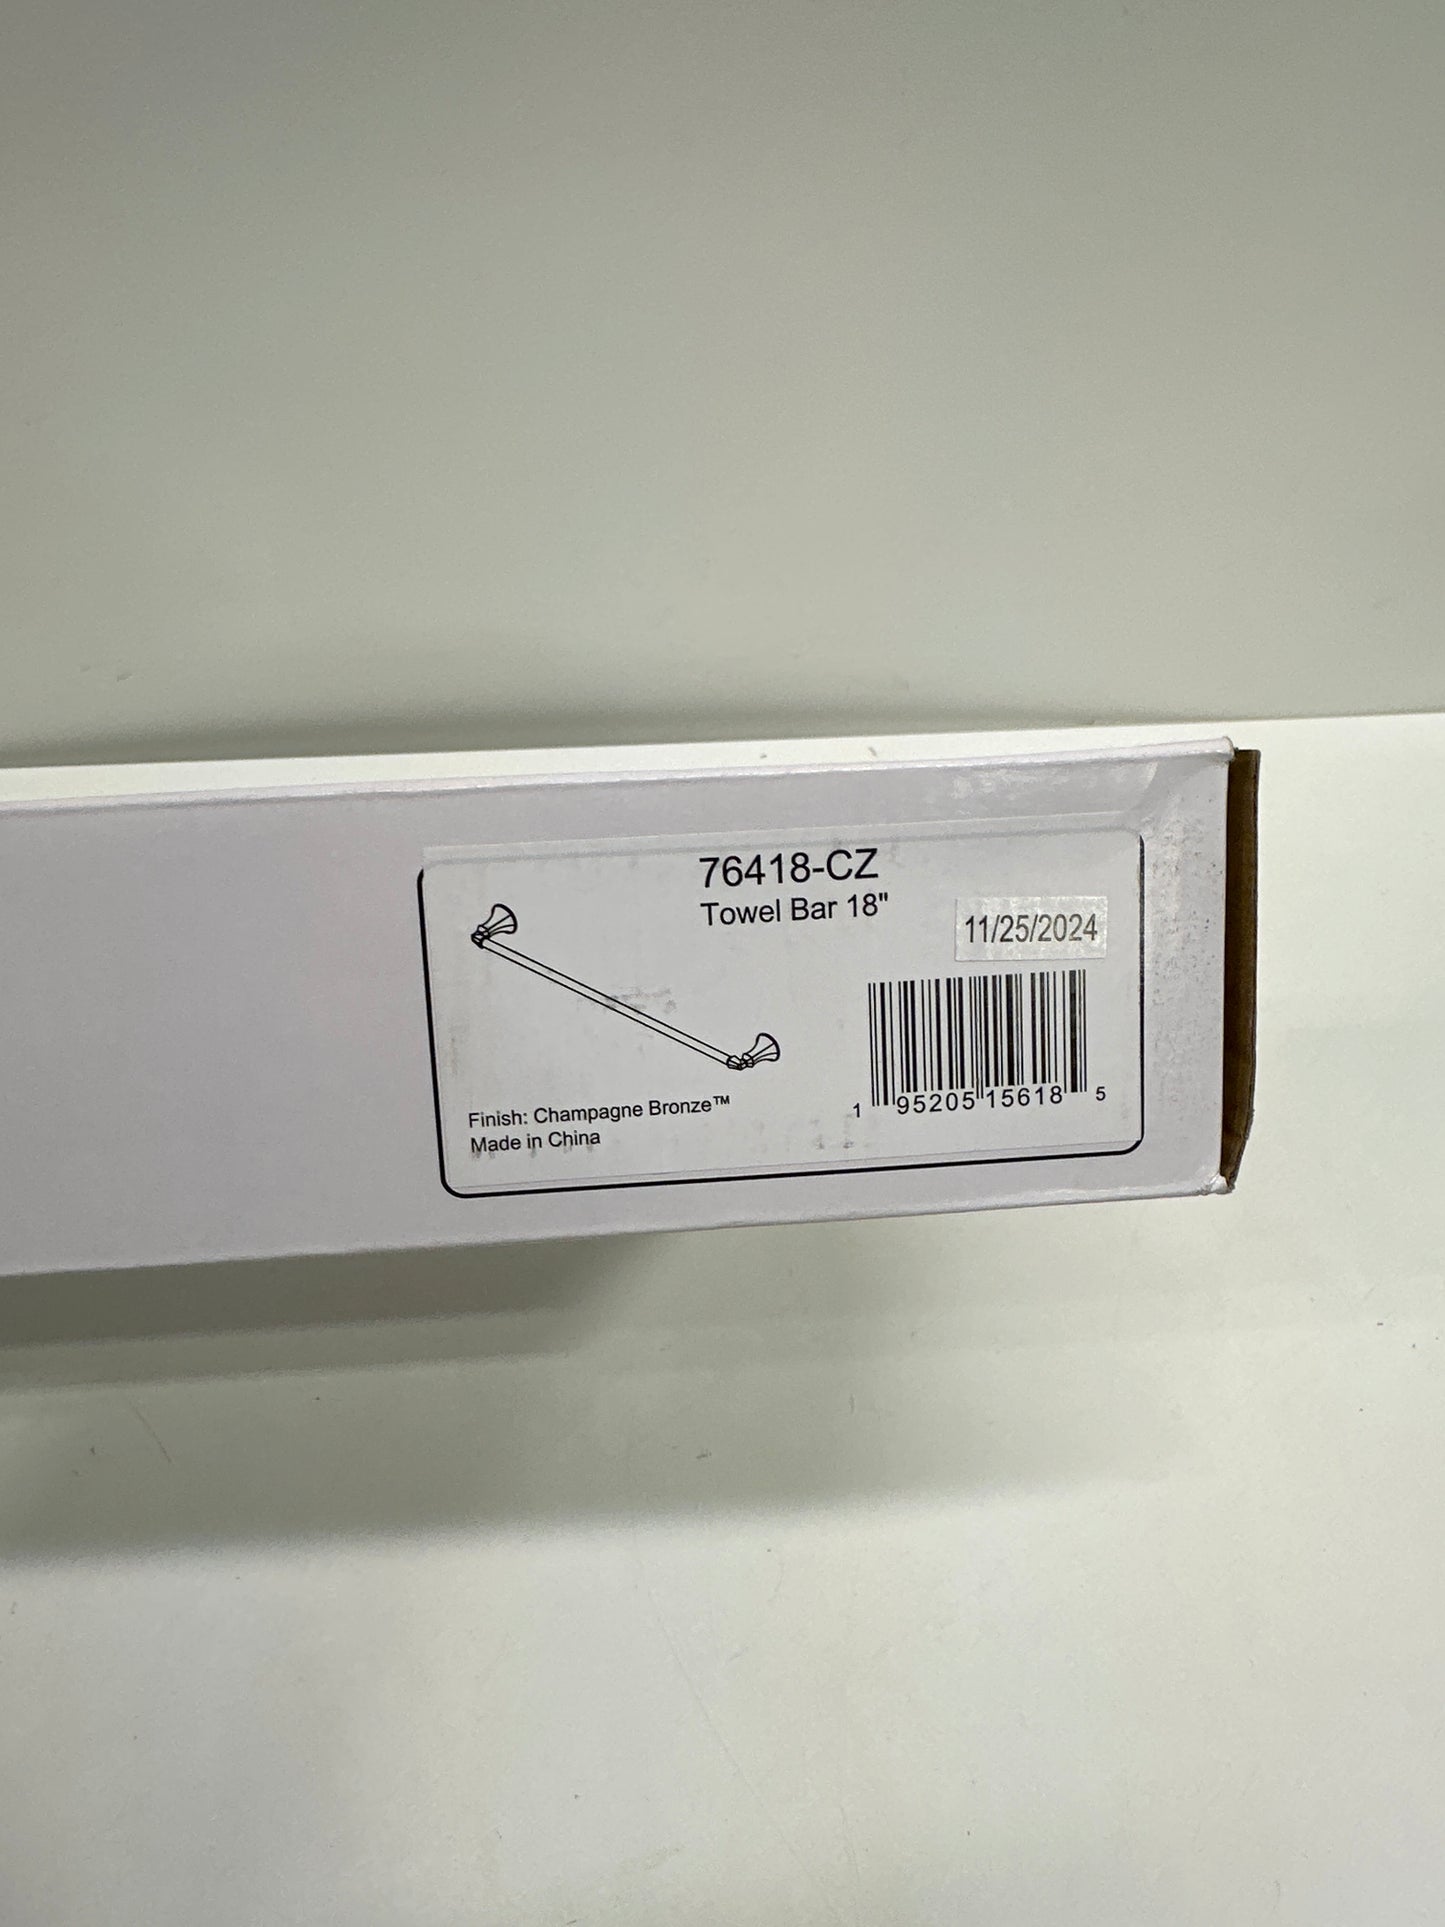 76418-CZ
Towel Bar 18"
11/25/2024
1 95205 15618 5
Finish: Champagne Bronze™
Made in China